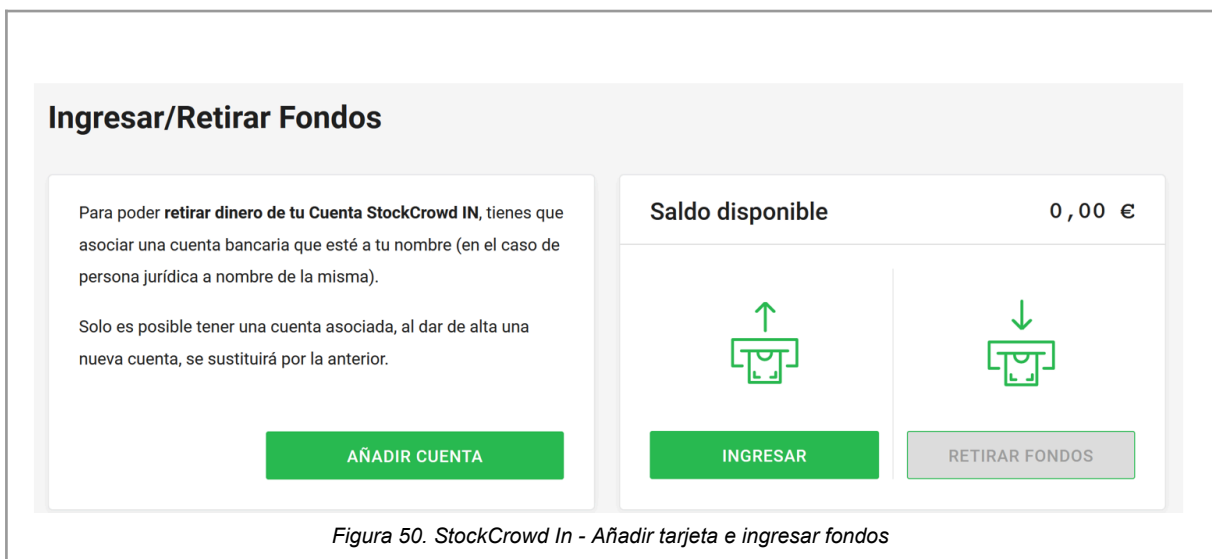 Ingresar/Retirar Fondos
Para poder retirar dinero de tu Cuenta StockCrowd IN, tienes que
asociar una cuenta bancaria que esté a tu nombre (en el caso de
persona jurídica a nombre de la misma).
Solo es posible tener una cuenta asociada, al dar de alta una
nueva cuenta, se sustituirá por la anterior.
AÑADIR CUENTA
Saldo disponible 0,00 €
INGRESAR
RETIRAR FONDOS
Figura 50. StockCrowd In - Añadir tarjeta e ingresar fondos